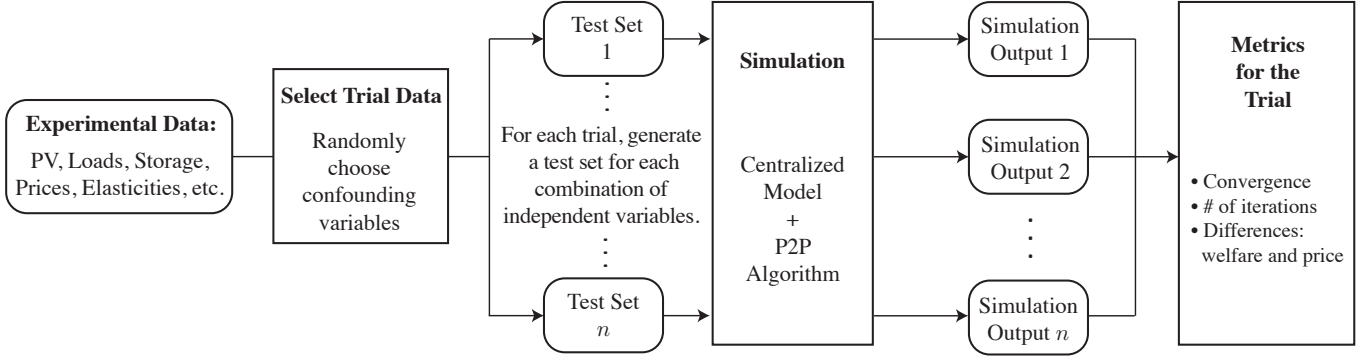 Experimental Data:
PV, Loads, Storage,
Prices, Elasticities, etc.
Select Trial Data
Randomly
choose
confounding
variables
Test Set
1
For each trial, generate
a test set for each
combination of
independent variables.
Test Set
n
Simulation
Centralized
Model
+
P2P
Algorithm
Simulation
Output 1
Simulation
Output 2
Simulation
Output n
Metrics
for the
Trial
• Convergence
• # of iterations
• Differences:
welfare and price